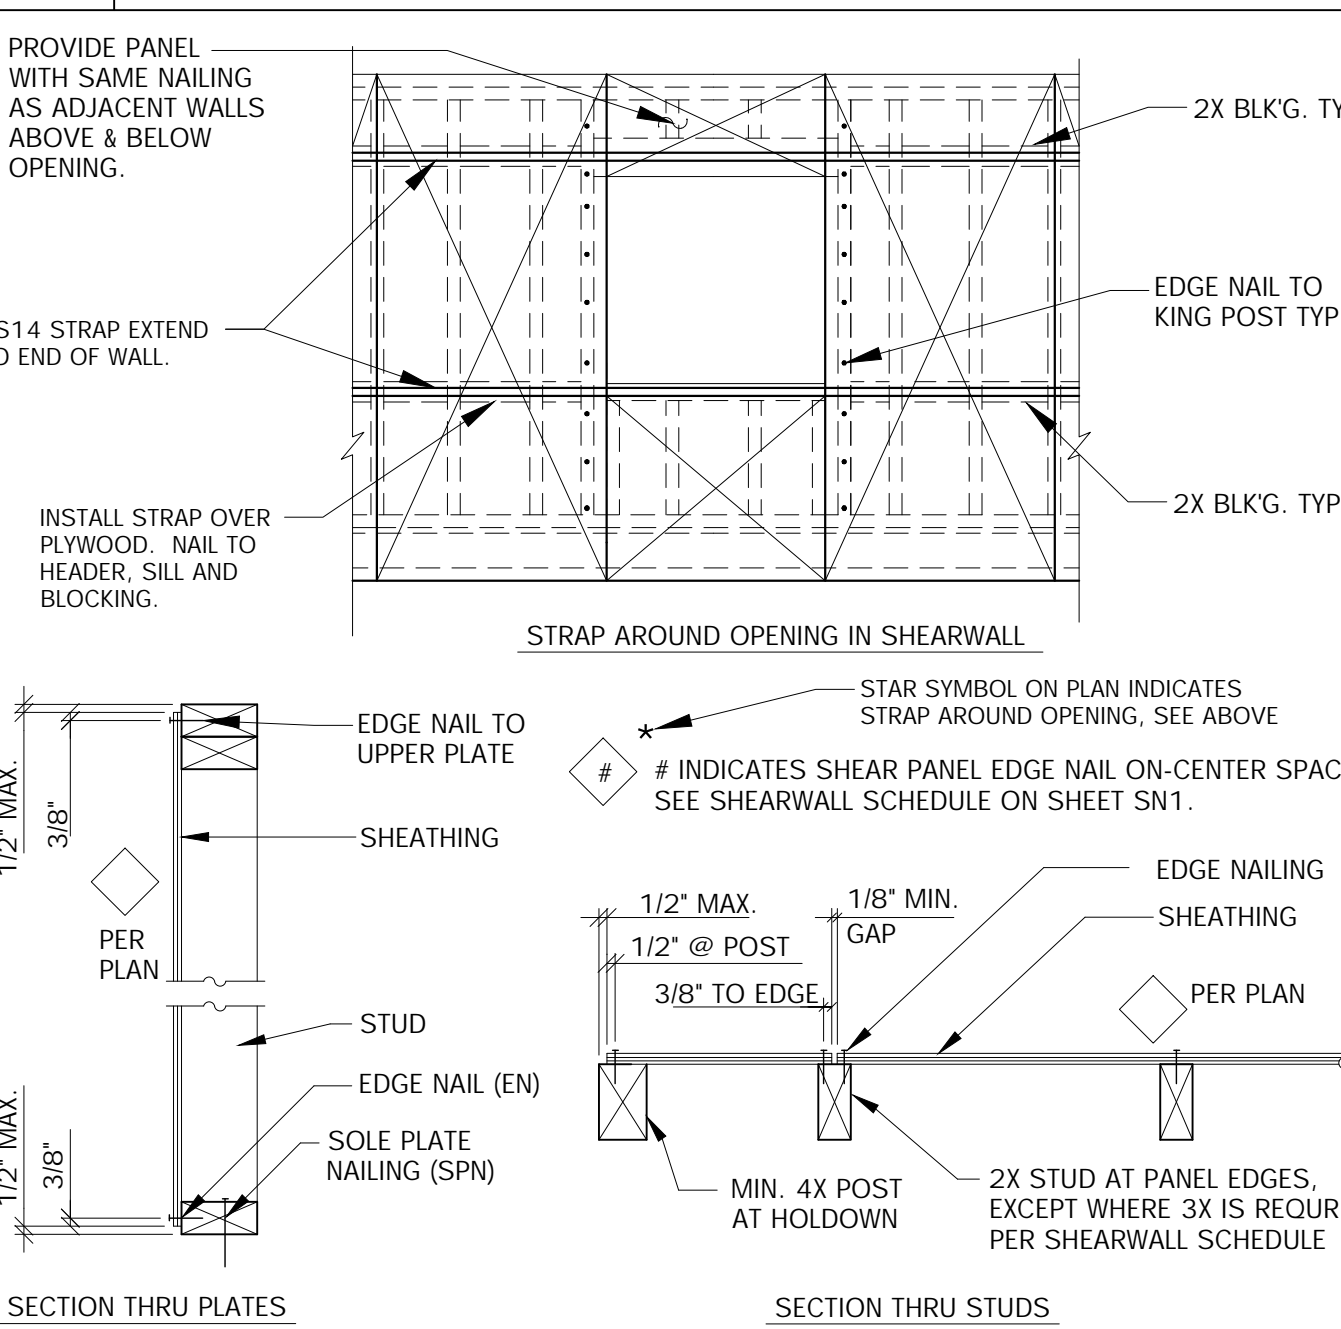 PROVIDE PANEL
WITH SAME NAILING
AS ADJACENT WALLS
ABOVE & BELOW
OPENING.
2X BLK'G. TY
S14 STRAP EXTEND
END OF WALL.
EDGE NAIL TO
KING POST TYP
INSTALL STRAP OVER
PLYWOOD. NAIL TO
HEADER, SILL AND
BLOCKING.
2X BLK'G. TYP
STRAP AROUND OPENING IN SHEARWALL
EDGE NAIL TO
UPPER PLATE
1/2" MAX.
3/8"
SHEATHING
PER
PLAN
STUD
EDGE NAIL (EN)
SOLE PLATE
NAILING (SPN)
1/2" MAX.
3/8"
SECTION THRU PLATES
STAR SYMBOL ON PLAN INDICATES
STRAP AROUND OPENING, SEE ABOVE
*
#
# INDICATES SHEAR PANEL EDGE NAIL ON-CENTER SPAC
SEE SHEARWALL SCHEDULE ON SHEET SN1.
EDGE NAILING
1/2" MAX.
1/8" MIN.
GAP
SHEATHING
1/2" @ POST
3/8" TO EDGE
PER PLAN
MIN. 4X POST
AT HOLDOWN
2X STUD AT PANEL EDGES,
EXCEPT WHERE 3X IS REQUR
PER SHEARWALL SCHEDULE
SECTION THRU STUDS